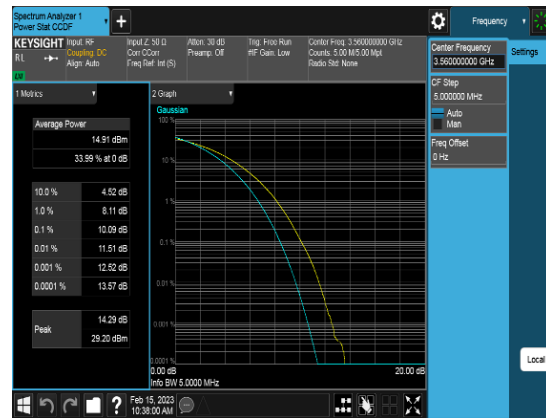 Spectrum Analyzer 1
Power Stat CCDF
Frequency
KEYSIGHT
Input: RF
Coupling: DC
Align: Auto
Input Z: 50 Ω
Corr CCorr
Freq Ref: Int (S)
Atten: 30 dB
Preamp: Off
Trig: Free Run
#IF Gain: Low
Center Freq: 3.560000000 GHz
Counts: 5.00 M/5.00 Mpt
Radio Std: None
RL
Center Frequency
3.560000000 GHz
Settings
CF Step
5.000000 MHz
Auto
Man
Freq Offset
0 Hz
1 Metrics
2 Graph
Average Power
14.91 dBm
33.99 % at 0 dB
10.0 % 4.52 dB
1.0 % 8.11 dB
0.1 % 10.09 dB
0.01 % 11.51 dB
0.001 % 12.52 dB
0.0001 % 13.57 dB
Peak
14.29 dB
29.20 dBm
Gaussian
100 %
10 %
1 %
0.1 %
0.01 %
0.001 %
0.0001 %
0.00 dB
20.00 dB
Info BW 5.0000 MHz
Local
Feb 15, 2023
10:38:00 AM